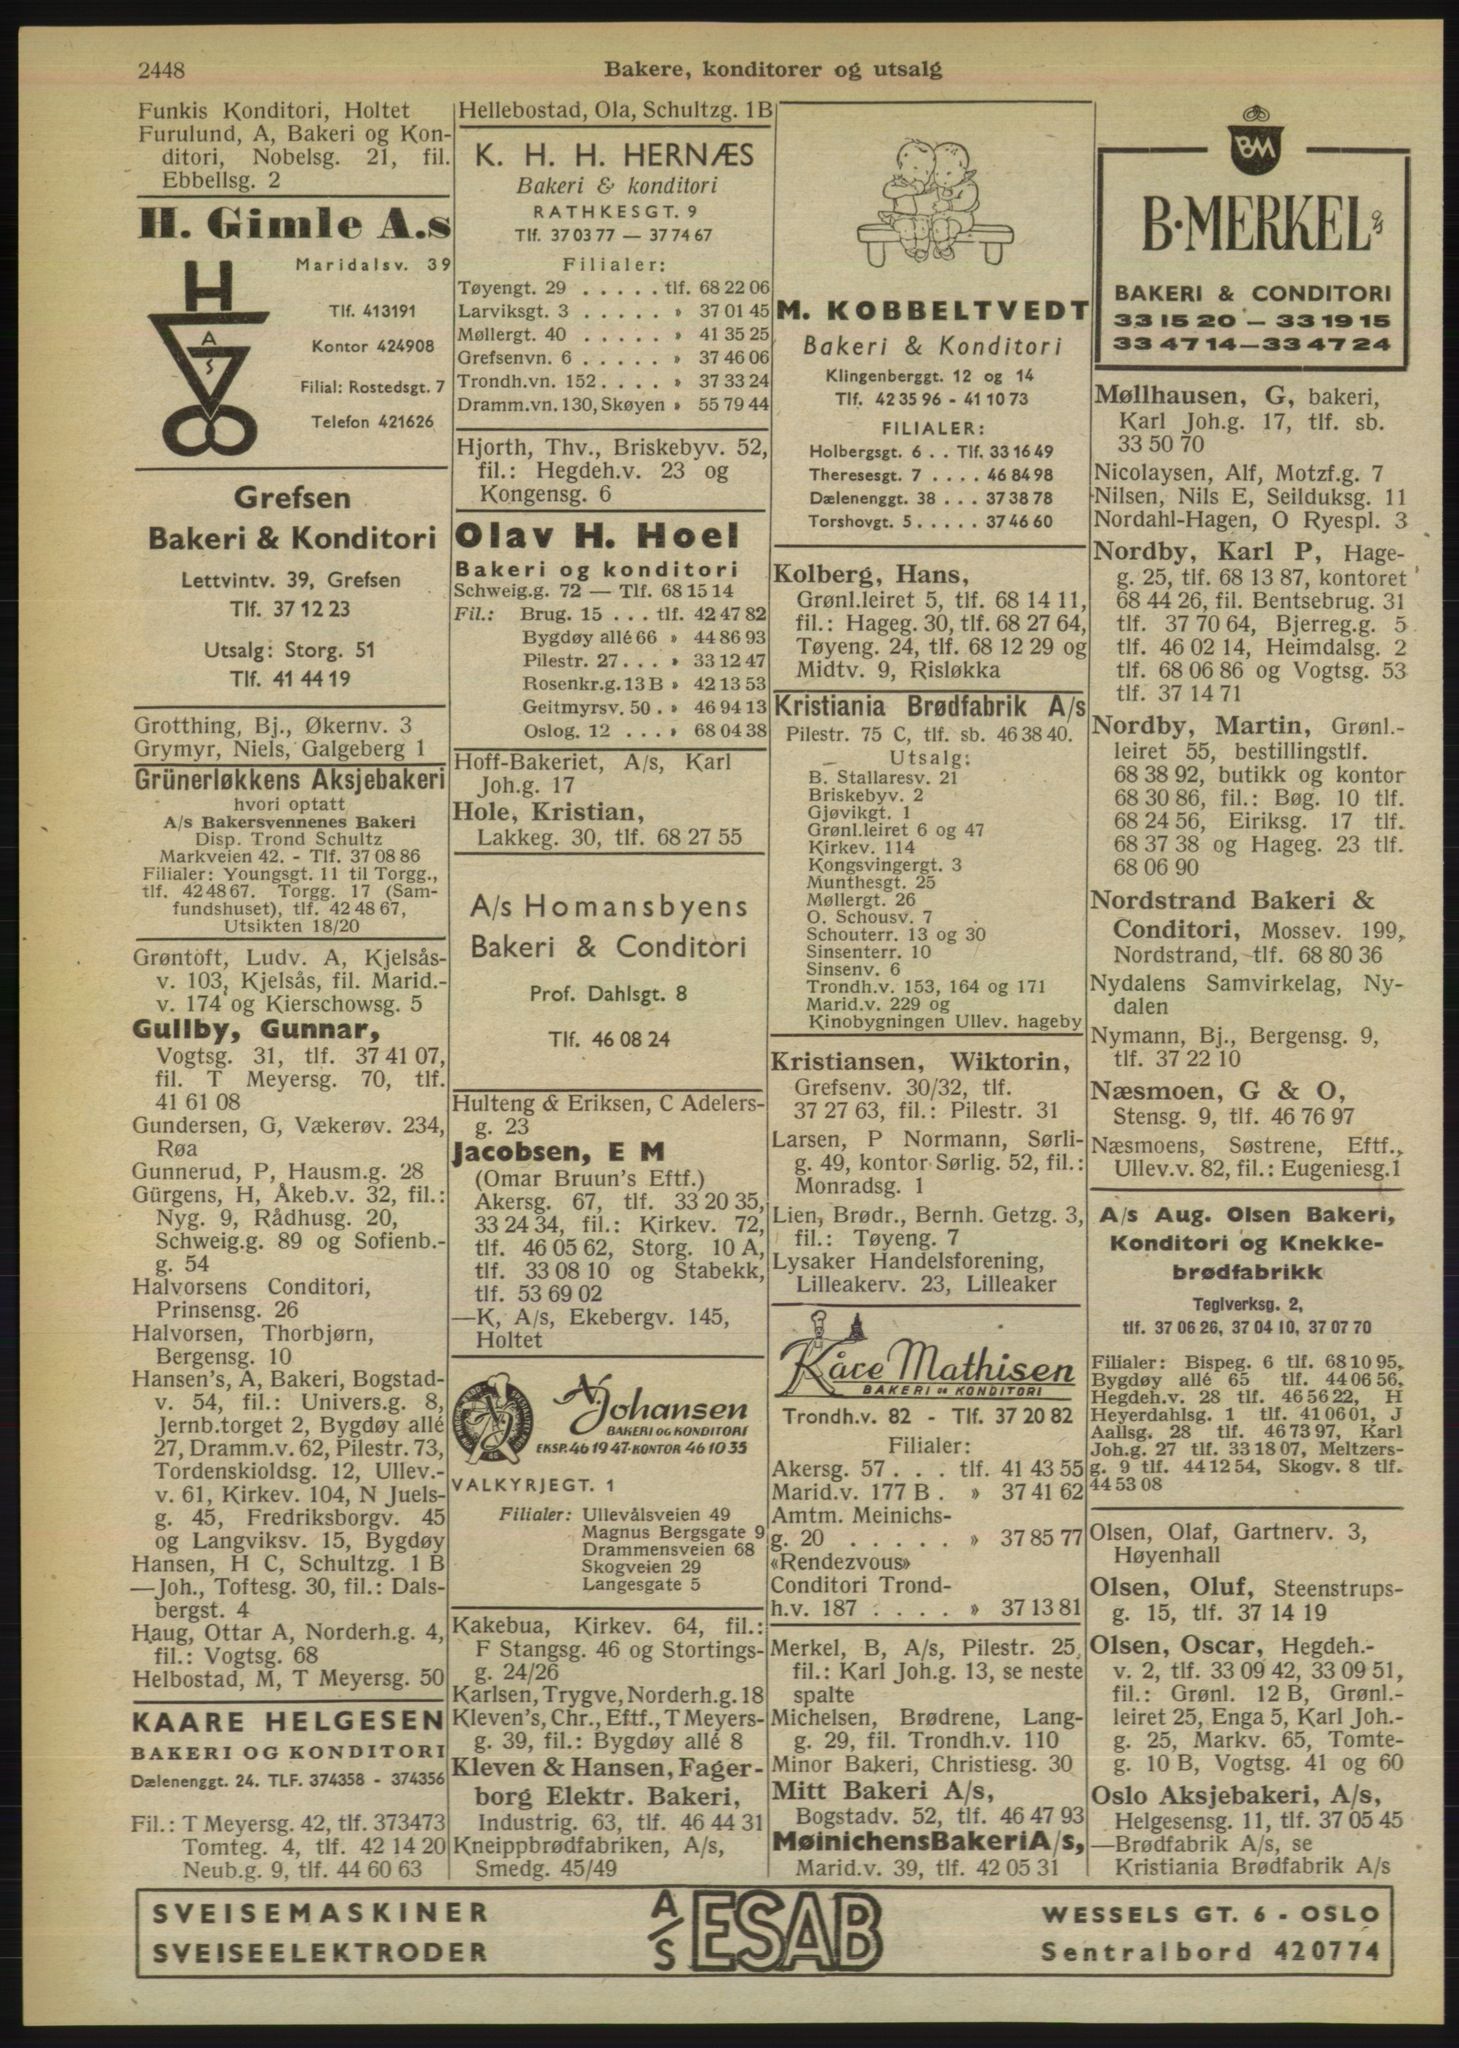 2448
Bakere, konditorer og utsalg
Funkis Konditori, Holtet
Furulund, A, Bakeri og Kon-
ditori, Nobelsg. 21, fil.
Ebbellsg. 2
H. Gimle A.s
Maridalsv. 39
H
A/S
Tlf. 413191
Kontor 424908
Filial: Rostedsgt. 7
Telefon 421626
Grefsen
Bakeri & Konditori
Lettvintv. 39, Grefsen
Tlf. 37 12 23
Utsalg: Storg. 51
Tlf. 41 44 19
Grotthing, Bj., Økernv. 3
Grymyr, Niels, Galgeberg 1
Grünerløkkens Aksjebakeri
hvori optatt
A/s Bakersvennenes Bakeri
Disp. Trond Schultz
Markveien 42. - Tlf. 37 08 86
Filialer: Youngsgt. 11 til Torgg.,
tlf. 42 48 67. Torgg. 17 (Sam-
fundshuset), tlf. 42 48 67,
Utsikten 18/20
Grøntoft, Ludv. A, Kjelsås-
v. 103, Kjelsås, fil. Marid.-
v. 174 og Kierschowsg. 5
Gullby, Gunnar,
Vogtsg. 31, tlf. 37 41 07,
fil. T Meyersg. 70, tlf.
41 61 08
Gundersen, G, Vækerøv. 234,
Røa
Gunnerud, P, Hausm.g. 28
Gürgens, H, Åkeb.v. 32, fil.:
Nyg. 9, Rådhusg. 20,
Schweig.g. 89 og Sofienb.-
g. 54
Halvorsens Conditori,
Prinsensg. 26
Halvorsen, Thorbjørn,
Bergensg. 10
Hansen's, A, Bakeri, Bogstad-
v. 54, fil.: Univers.g. 8,
Jernb.torget 2, Bygdøy allé
27, Dramm.v. 62, Pilestr. 73,
Tordenskioldsg. 12, Ullev.-
v. 61, Kirkev. 104, N Juels-
g. 45, Fredriksborgv. 45
og Langviksv. 15, Bygdøy
Hansen, H C, Schultzg. 1 B
—Joh., Toftesg. 30, fil.: Dals-
bergst. 4
Haug, Ottar A, Norderh.g. 4,
fil.: Vogtsg. 68
Helbostad, M, T Meyersg. 50
KAARE HELGESEN
BAKERI OG KONDITORI
Dælenenggt. 24. TLF. 374358 - 374356
Fil.: T Meyersg. 42, tlf. 373473
Tomteg. 4, tlf. 42 14 20
Neub.g. 9, tlf. 44 60 63
Hellebostad, Ola, Schultzg. 1B
K. H. H. HERNÆS
Bakeri & konditori
RATHKESGT. 9
Tlf. 37 03 77 — 37 74 67
Filialer:
Tøyengt. 29 . . . . . tlf. 68 22 06
Larviksgt. 3 . . . . . » 37 01 45
Møllergt. 40 . . . . . » 41 35 25
Grefsenvn. 6 . . . . . » 37 46 06
Trondh.vn. 152 . . . . » 37 33 24
Dramm.vn. 130, Skøyen » 55 79 44
Hjorth, Thv., Briskebyv. 52,
fil.: Hegdeh.v. 23 og
Kongensg. 6
Olav H. Hoel
Bakeri og konditori
Schweig.g. 72 — Tlf. 68 15 14
Fil.: Brug. 15 . . . tlf. 42 47 82
Bygdøy allé 66 » 44 86 93
Pilestr. 27 . . . » 33 12 47
Rosenkr.g. 13 B » 42 13 53
Geitmyrsv. 50 . » 46 94 13
Oslog. 12 . . . » 68 04 38
Hoff-Bakeriet, A/s, Karl
Joh.g. 17
Hole, Kristian,
Lakkeg. 30, tlf. 68 27 55
A/s Homansbyens
Bakeri & Conditori
Prof. Dahlsgt. 8
Tlf. 46 08 24
Hulteng & Eriksen, C Adelers-
g. 23
Jacobsen, E M
(Omar Bruun's Eftf.)
Akersg. 67, tlf. 33 20 35,
33 24 34, fil.: Kirkev. 72,
tlf. 46 05 62, Storg. 10 A,
tlf. 33 08 10 og Stabekk,
tlf. 53 69 02
—K, A/s, Ekebergv. 145,
Holtet
A. Johansen
BAKERI OG KONDITORI
EKSP. 46 19 47-KONTOR 46 10 35
VALKYRJEGT. 1
Filialer: Ullevålsveien 49
Magnus Bergsgate 9
Drammensveien 68
Skogveien 29
Langesgate 5
Kakebua, Kirkev. 64, fil.:
F Stangsg. 46 og Stortings-
g. 24/26
Karlsen, Trygve, Norderh.g. 18
Kleven's, Chr., Eftf., T Meyers-
g. 39, fil.: Bygdøy allé 8
Kleven & Hansen, Fager-
borg Elektr. Bakeri,
Industrig. 63, tlf. 46 44 31
Kneippbrødfabriken, A/s,
Smedg. 45/49
M. KOBBELTVEDT
Bakeri & Konditori
Klingenberggt. 12 og 14
Tlf. 42 35 96 - 41 10 73
FILIALER:
Holbergsgt. 6 . . Tlf. 33 16 49
Theresesgt. 7 . . . . 46 84 98
Dælenenggt. 38 . . . 37 38 78
Torshovgt. 5 . . . . . 37 46 60
Kolberg, Hans,
Grønl.leiret 5, tlf. 68 14 11,
fil.: Hageg. 30, tlf. 68 27 64,
Tøyeng. 24, tlf. 68 12 29 og
Midtv. 9, Risløkka
Kristiania Brødfabrik A/s
Pilestr. 75 C, tlf. sb. 46 38 40.
Utsalg:
B. Stallaresv. 21
Briskebyv. 2
Gjøvikgt. 1
Grønl.leiret 6 og 47
Kirkev. 114
Kongsvingergt. 3
Munthesgt. 25
Møllergt. 26
O. Schousv. 7
Schouterr. 13 og 30
Sinsenterr. 10
Sinsenv. 6
Trondh.v. 153, 164 og 171
Marid.v. 229 og
Kinobygningen Ullev. hageby
Kristiansen, Wiktorin,
Grefsenv. 30/32, tlf.
37 27 63, fil.: Pilestr. 31
Larsen, P Normann, Sørli-
g. 49, kontor Sørlig. 52, fil.:
Monradsg. 1
Lien, Brødr., Bernh. Getzg. 3,
fil.: Tøyeng. 7
Lysaker Handelsforening,
Lilleakerv. 23, Lilleaker
Kåre Mathisen
BAKERI OG KONDITORI
Trondh.v. 82 - Tlf. 37 20 82
Filialer:
Akersg. 57 . . . tlf. 41 43 55
Marid.v. 177 B . » 37 41 62
Amtm. Meinichs-
g. 20 . . . . . » 37 85 77
«Rendezvous»
Conditori Trond-
h.v. 187 . . . . » 37 13 81
Merkel, B, A/s, Pilestr. 25,
fil.: Karl Joh.g. 13, se neste
spalte
Michelsen, Brødrene, Lang-
g. 29, fil. Trondh.v. 110
Minor Bakeri, Christiesg. 30
Mitt Bakeri A/s,
Bogstadv. 52, tlf. 46 47 93
Møinichens Bakeri A/s,
Marid.v. 39, tlf. 42 05 31
BM
B·MERKEL A/S
BAKERI & CONDITORI
33 15 20 – 33 19 15
33 47 14 – 33 47 24
Møllhausen, G, bakeri,
Karl Joh.g. 17, tlf. sb.
33 50 70
Nicolaysen, Alf, Motzf.g. 7
Nilsen, Nils E, Seilduksg. 11
Nordahl-Hagen, O Ryespl. 3
Nordby, Karl P, Hage-
g. 25, tlf. 68 13 87, kontoret
68 44 26, fil. Bentsebrug. 31
tlf. 37 70 64, Bjerreg.g. 5
tlf. 46 02 14, Heimdalsg. 2
tlf. 68 06 86 og Vogtsg. 53
tlf. 37 14 71
Nordby, Martin, Grønl.-
leiret 55, bestillingstlf.
68 38 92, butikk og kontor
68 30 86, fil.: Bøg. 10 tlf.
68 24 56, Eiriksg. 17 tlf.
68 37 38 og Hageg. 23 tlf.
68 06 90
Nordstrand Bakeri &
Conditori, Mossev. 199,
Nordstrand, tlf. 68 80 36
Nydalens Samvirkelag, Ny-
dalen
Nymann, Bj., Bergensg. 9,
tlf. 37 22 10
Næsmoen, G & O,
Stensg. 9, tlf. 46 76 97
Næsmoens, Søstrene, Eftf.,
Ullev.v. 82, fil.: Eugeniesg. 1
A/s Aug. Olsen Bakeri,
Konditori og Knekke-
brødfabrikk
Teglverksg. 2,
tlf. 37 06 26, 37 04 10, 37 07 70
Filialer: Bispeg. 6 tlf. 68 10 95,
Bygdøy allé 65 tlf. 44 06 56,
Hegdeh.v. 28 tlf. 46 56 22, H
Heyerdahlsg. 1 tlf. 41 06 01, J
Aallsg. 28 tlf. 46 73 97, Karl
Joh.g. 27 tlf. 33 18 07, Meltzers-
g. 9 tlf. 44 12 54, Skogv. 8 tlf.
44 53 08
Olsen, Olaf, Gartnerv. 3,
Høyenhall
Olsen, Oluf, Steenstrups-
g. 15, tlf. 37 14 19
Olsen, Oscar, Hegdeh.-
v. 2, tlf. 33 09 42, 33 09 51,
fil.: Grønl. 12 B, Grønl.-
leiret 25, Enga 5, Karl Joh.-
g. 25, Markv. 65, Tomte-
g. 10 B, Vogtsg. 41 og 60
Oslo Aksjebakeri, A/s,
Helgesensg. 11, tlf. 37 05 45
—Brødfabrik A/s, se
Kristiania Brødfabrik A/s
SVEISEMASKINER
SVEISEELEKTRODER
A/S ESAB
WESSELS GT. 6 - OSLO
Sentralbord 420774